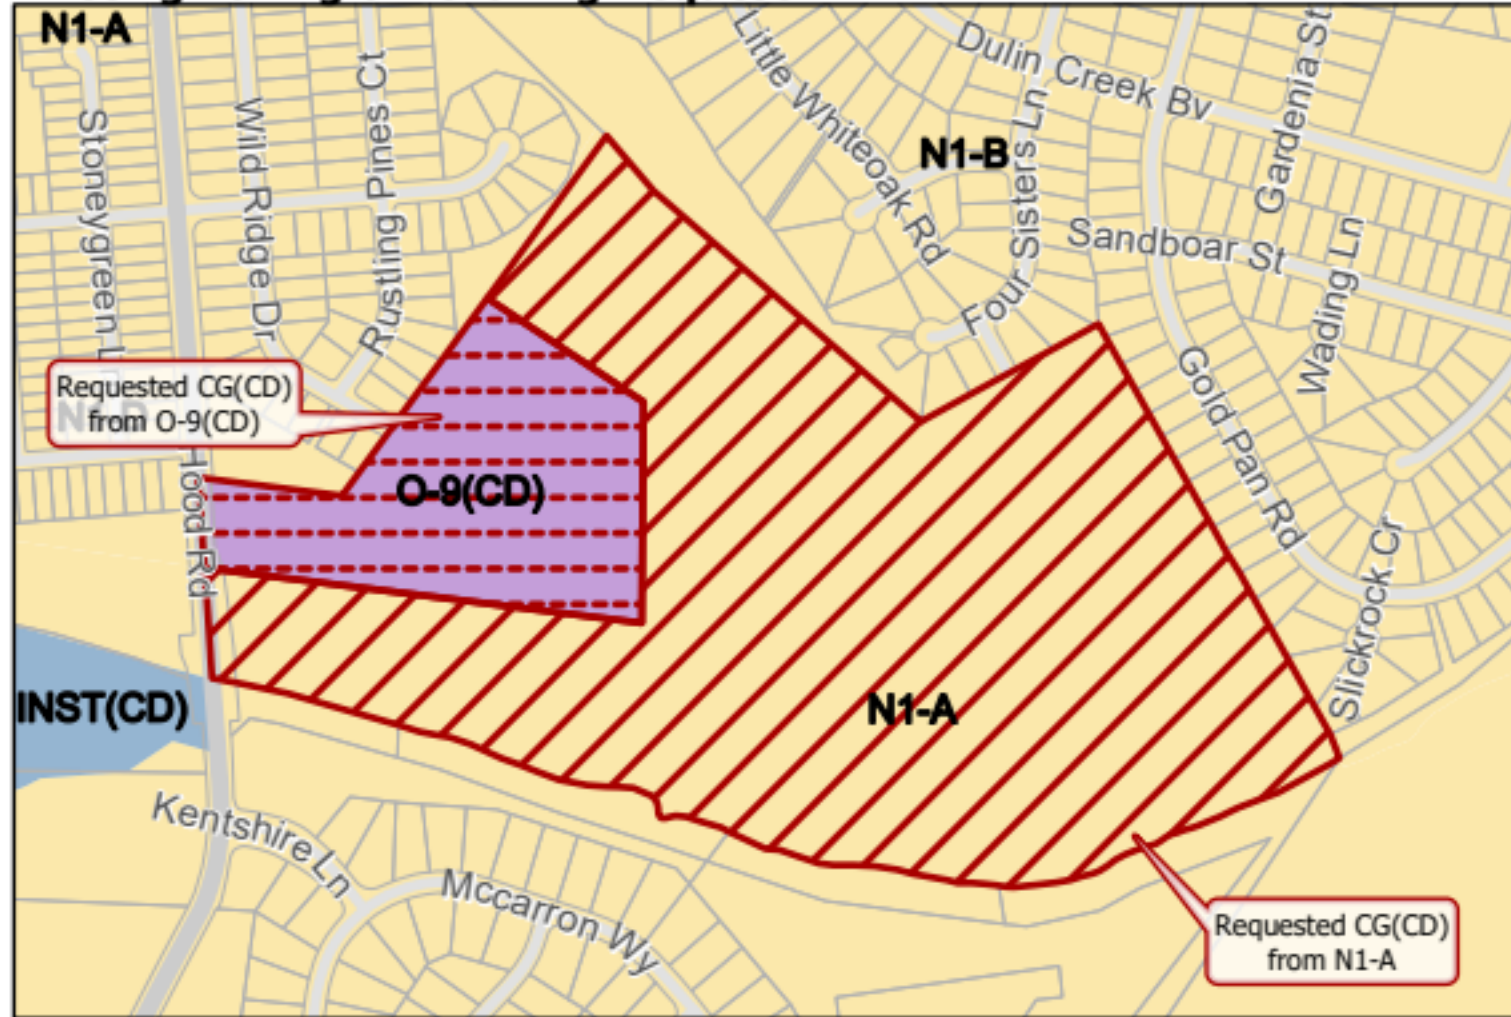 N1-A
Stoneygreen L
Wild Ridge Dr
Rustling Pines Ct
Little Whiteoak Rd
Dulin Creek Bv
N1-B
Four Sisters Ln
Gardenia St
Sandboar St
Wading Ln
Gold Pan Rd
Slickrock Cr
Requested CG(CD)
from O-9(CD)
O-9(CD)
Hood Rd
INST(CD)
N1-A
Kentshire Ln
Mccarron Wy
Requested CG(CD)
from N1-A